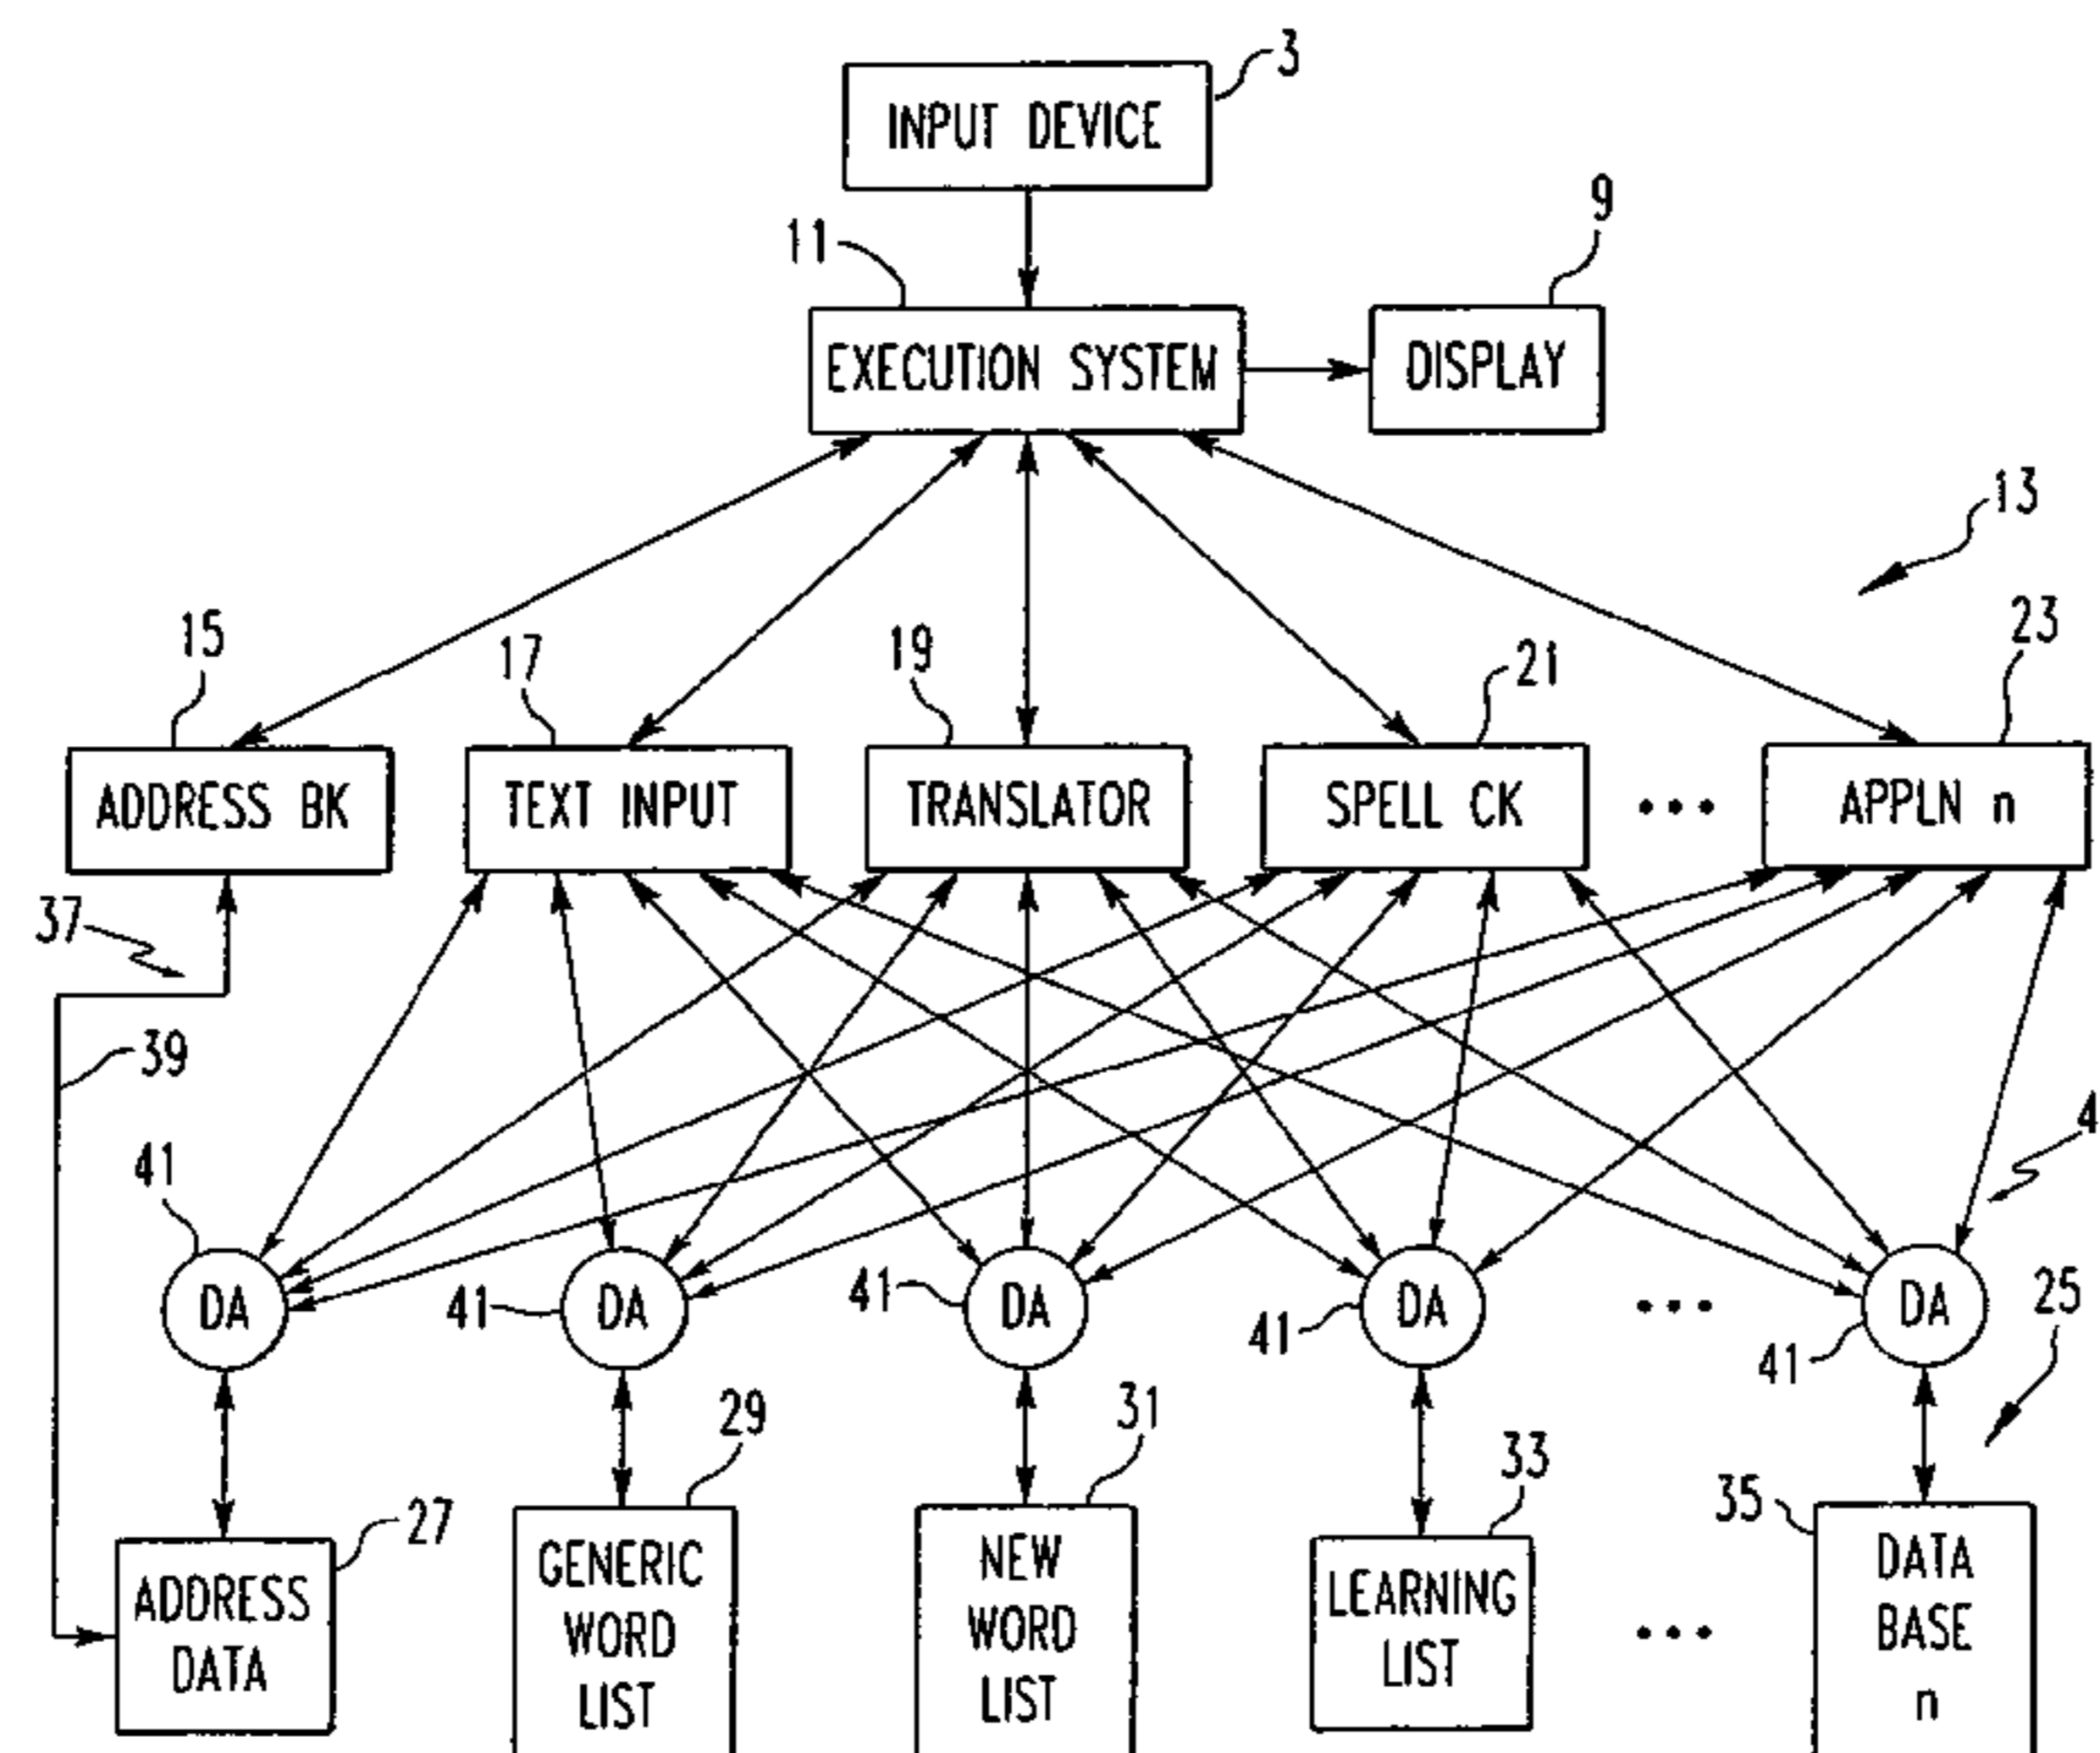 3
INPUT DEVICE
9
11
EXECUTION SYSTEM
DISPLAY
13
15
17
19
21
23
ADDRESS BK
TEXT INPUT
TRANSLATOR
SPELL CK
•••
APPLN n
37
39
4
41
DA
41
DA
41
DA
41
DA
•••
41
DA
25
27
ADDRESS
DATA
29
GENERIC
WORD
LIST
31
NEW
WORD
LIST
33
LEARNING
LIST
•••
35
DATA
BASE
n